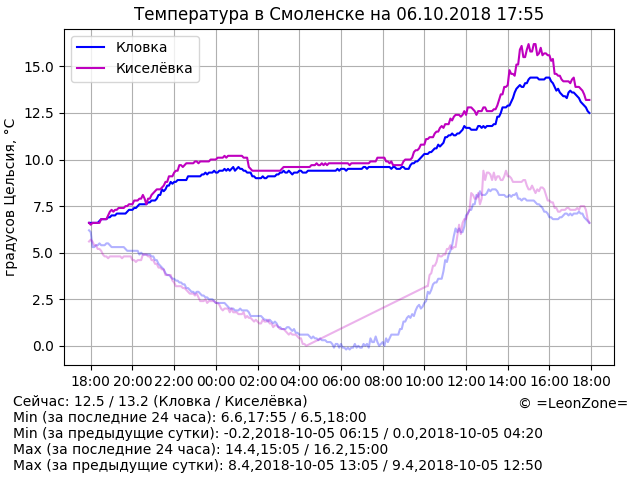 Температура в Смоленске на 06.10.2018 17:55
Кловка
Киселёвка
градусов Цельсия, °C
15.0
12.5
10.0
7.5
5.0
2.5
0.0
18:00 20:00 22:00 00:00 02:00 04:00 06:00 08:00 10:00 12:00 14:00 16:00 18:00
Сейчас: 12.5 / 13.2 (Кловка / Киселёвка)
© =LeonZone=
Min (за последние 24 часа): 6.6,17:55 / 6.5,18:00
Min (за предыдущие сутки): -0.2,2018-10-05 06:15 / 0.0,2018-10-05 04:20
Max (за последние 24 часа): 14.4,15:05 / 16.2,15:00
Max (за предыдущие сутки): 8.4,2018-10-05 13:05 / 9.4,2018-10-05 12:50